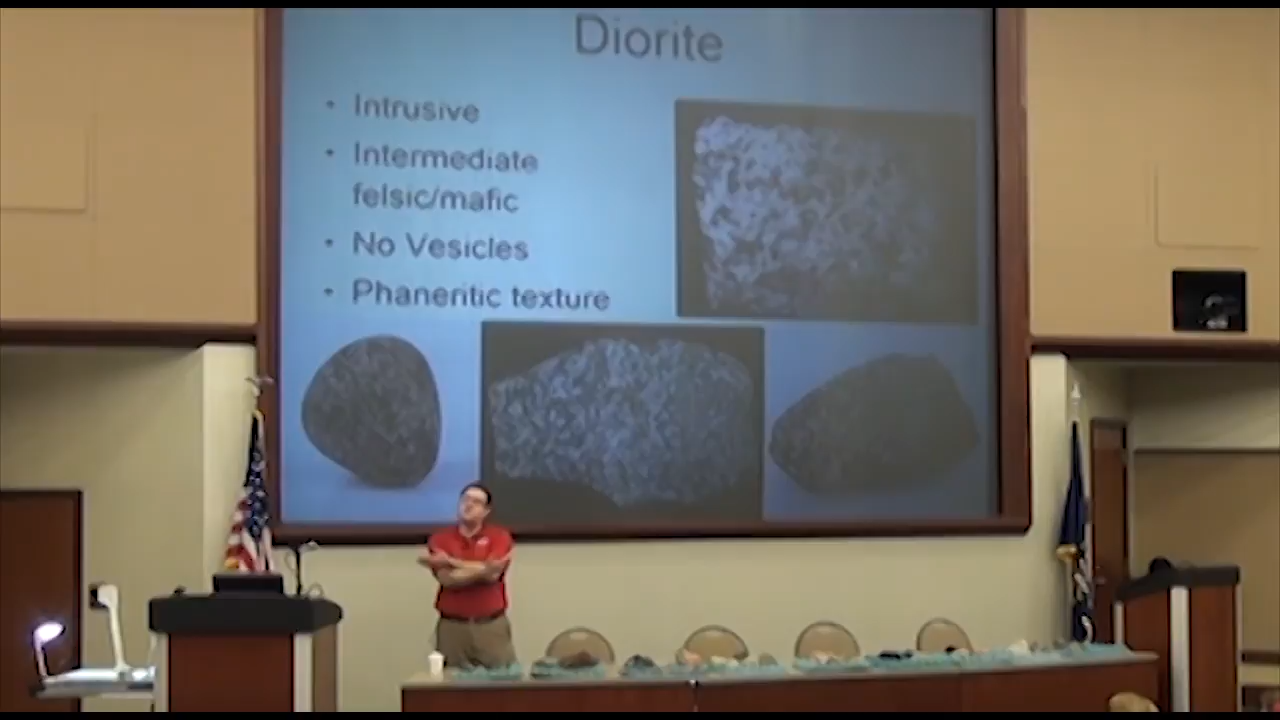 Diorite
• Intrusive
• Intermediate
felsic/mafic
• No Vesicles
• Phaneritic texture